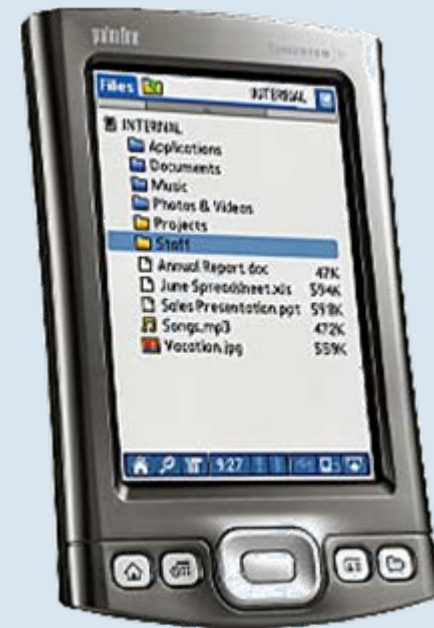 palmOne
Files INTERNAL
INTERNAL
Applications
Documents
Music
Photos & Videos
Projects
Staff
Annual Report.doc 47K
June Spreadsheet.xls 594K
Sales Presentation.ppt 598K
Songs.mp3 472K
Vacation.jpg 559K
9:27